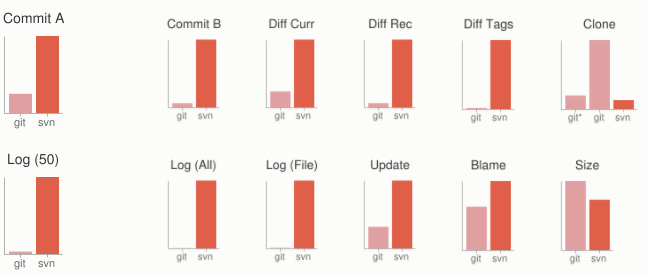 Commit A
Commit B
Diff Curr
Diff Rec
Diff Tags
Clone
git svn
git svn
git svn
git svn
git svn
git* git svn
Log (50)
Log (All)
Log (File)
Update
Blame
Size
git svn
git svn
git svn
git svn
git svn
git svn